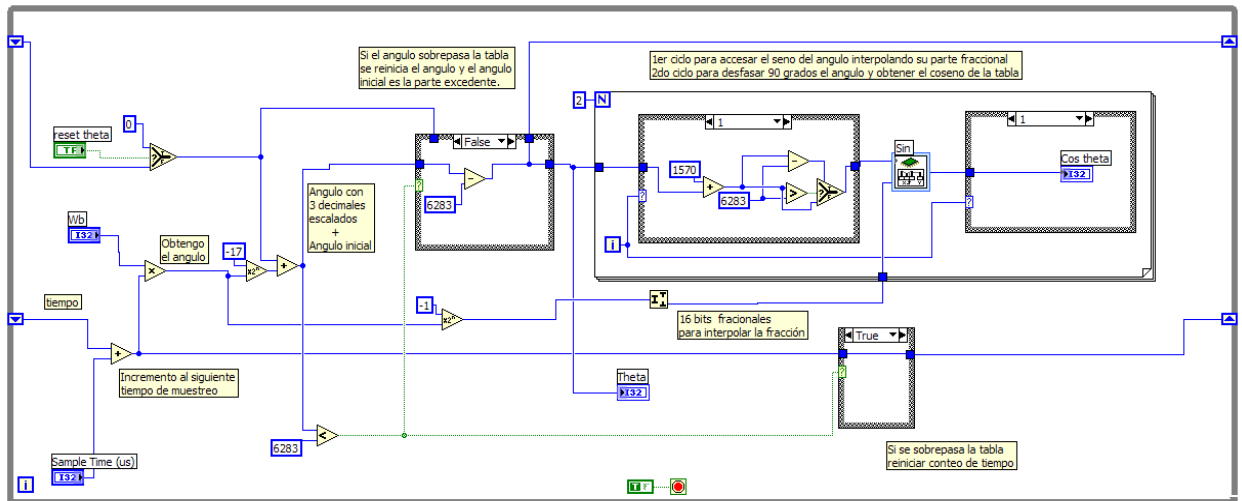 Si el angulo sobrepasa la tabla
se reinicia el angulo y el angulo
inicial es la parte excedente.
1er ciclo para accesar el seno del angulo interpolando su parte fraccional
2do ciclo para desfasar 90 grados el angulo y obtener el coseno de la tabla
2
N
0
reset theta
TF
?
T
F
False
6283
-
?
1
1570
+
6283
-
>
?
T
F
?
Sin
1
Cos theta
I32
?
i
Angulo con
3 decimales
escalados
+
Angulo inicial
Wb
I32
Obtengo
el angulo
×
-17
x2ⁿ
+
tiempo
-1
x2ⁿ
16 bits fracionales
para interpolar la fracción
True
?
+
Incremento al siguiente
tiempo de muestreo
Theta
I32
6283
<
Sample Time (us)
I32
Si se sobrepasa la tabla
reiniciar conteo de tiempo
i
T F